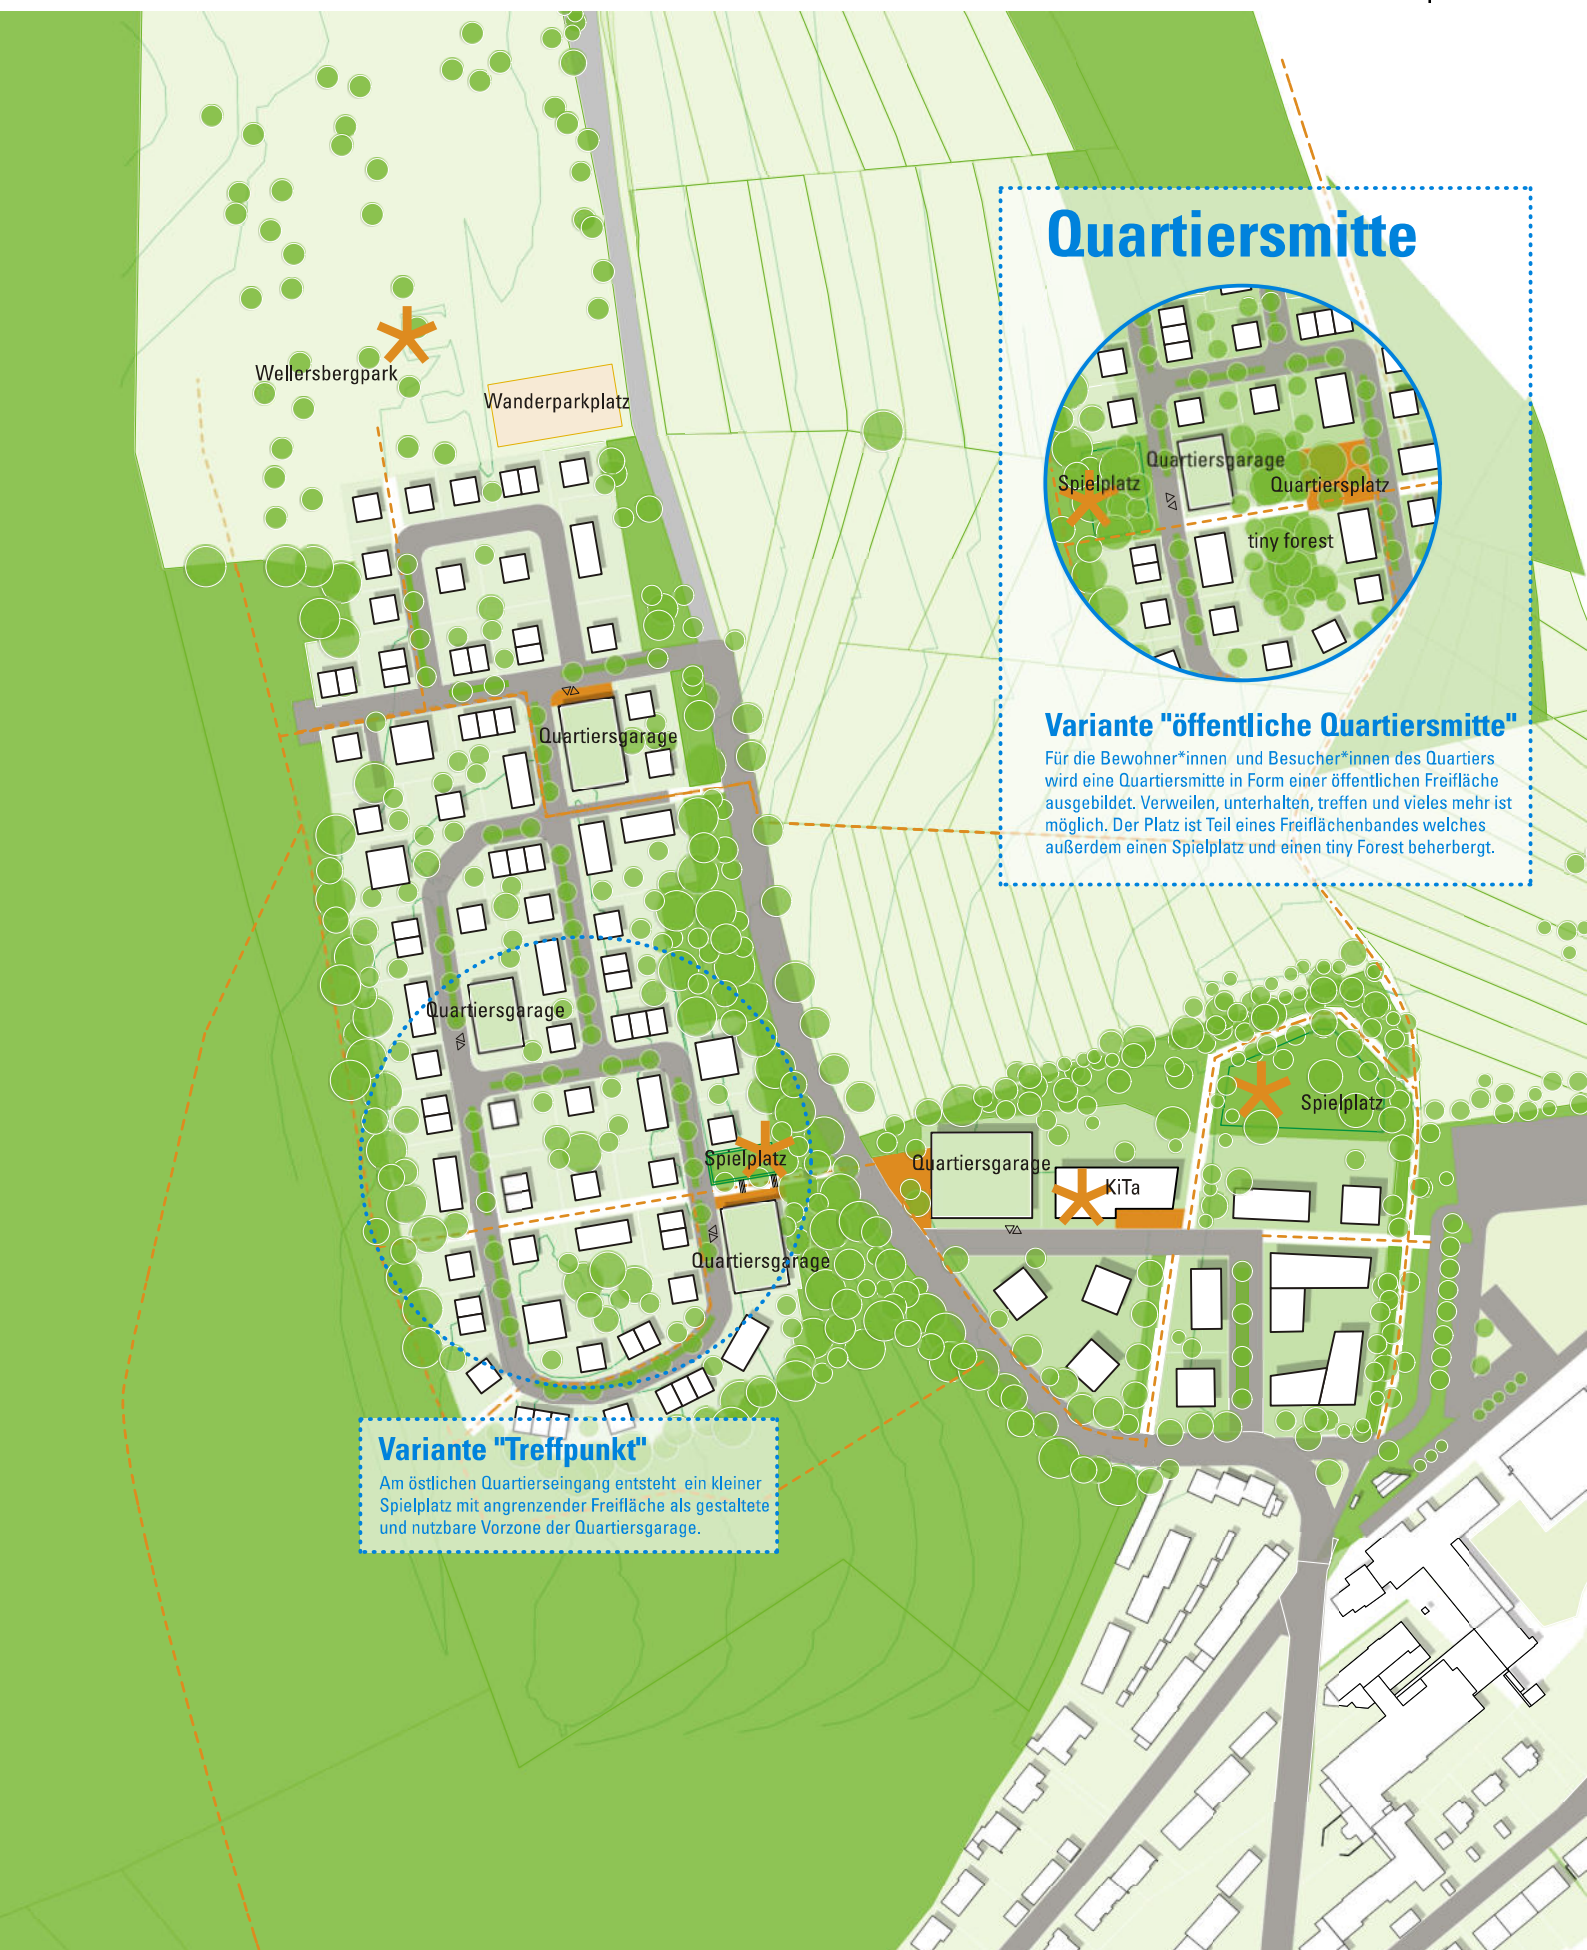 Quartiersmitte
Wellersbergpark
Wanderparkplatz
Quartiersgarage
Spielplatz
Quartiersplatz
tiny forest
Variante "öffentliche Quartiersmitte"
Für die Bewohner*innen und Besucher*innen des Quartiers
wird eine Quartiersmitte in Form einer öffentlichen Freifläche
ausgebildet. Verweilen, unterhalten, treffen und vieles mehr ist
möglich. Der Platz ist Teil eines Freiflächenbandes welches
außerdem einen Spielplatz und einen tiny Forest beherbergt.
Quartiersgarage
Quartiersgarage
Spielplatz
Spielplatz
Quartiersgarage
KiTa
Quartiersgarage
Variante "Treffpunkt"
Am östlichen Quartierseingang entsteht ein kleiner
Spielplatz mit angrenzender Freifläche als gestaltete
und nutzbare Vorzone der Quartiersgarage.